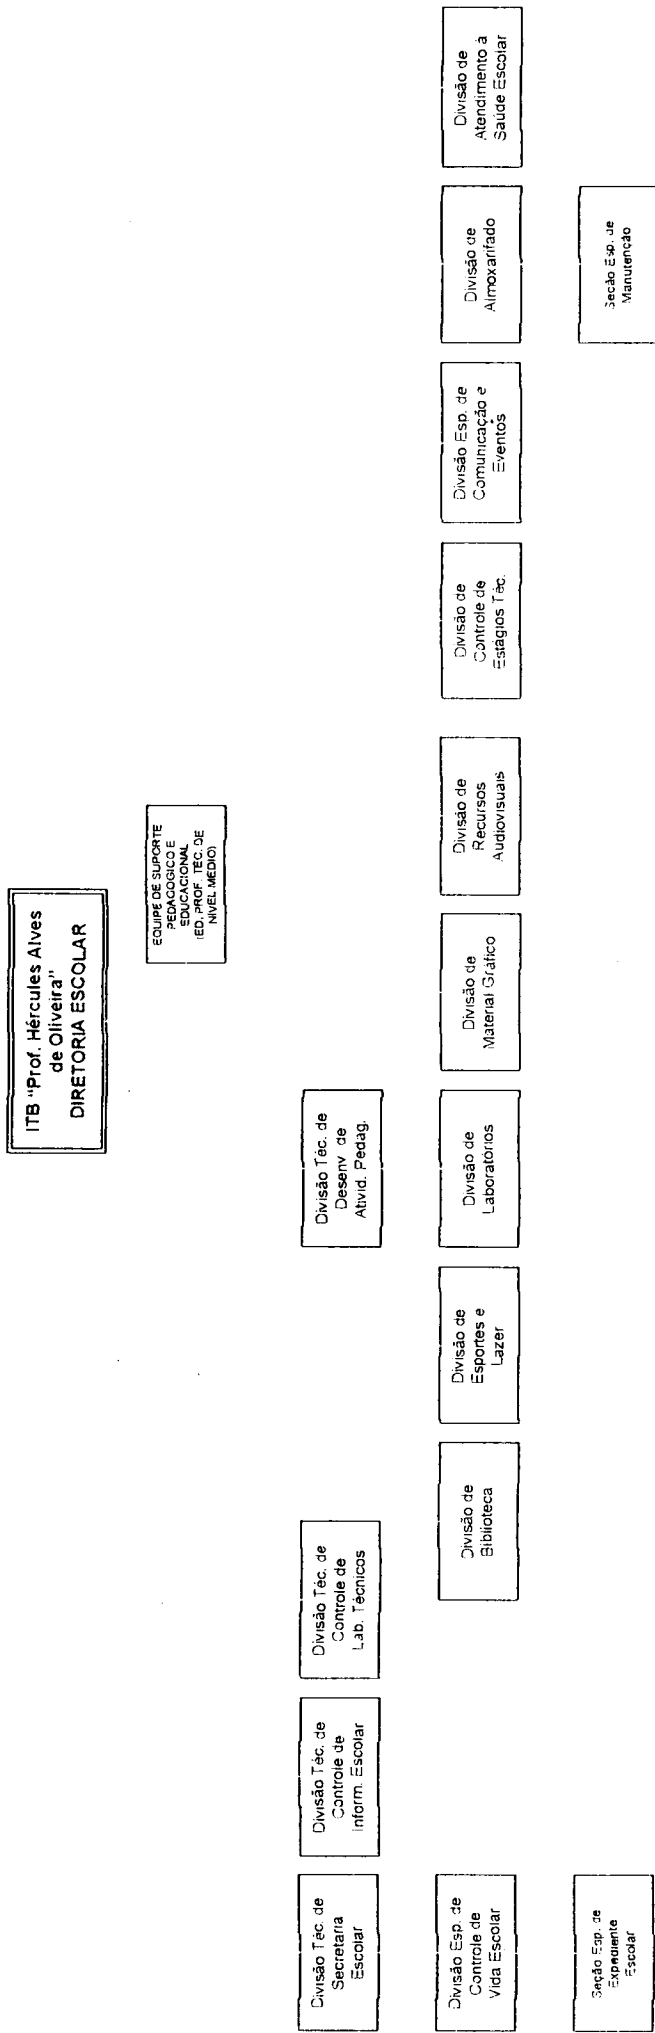 ITB "Prof. Hércules Alves
de Oliveira"
DIRETORIA ESCOLAR
EQUIPE DE SUPORTE
PEDAGOGICO E
EDUCACIONAL
(ED. PROF. TÉC. DE
NIVEL MEDIO)
Divisão Téc. de
Secretaria
Escolar
Divisão Téc. de
Controle de
Inform. Escolar
Divisão Téc. de
Controle de
Lab. Técnicos
Divisão Téc. de
Desenv. de
Ativid. Pedag.
Divisão Esp. de
Controle de
Vida Escolar
Divisão de
Biblioteca
Divisão de
Esportes e
Lazer
Divisão de
Laboratórios
Divisão de
Material Gráfico
Divisão de
Recursos
Audiovisuais
Divisão de
Controle de
Estágios Téc.
Divisão Esp. de
Comunicação e
Eventos
Divisão de
Almoxarifado
Divisão de
Atendimento à
Saúde Escolar
Seção Esp. de
Expediente
Escolar
Seção Esp. de
Manutenção